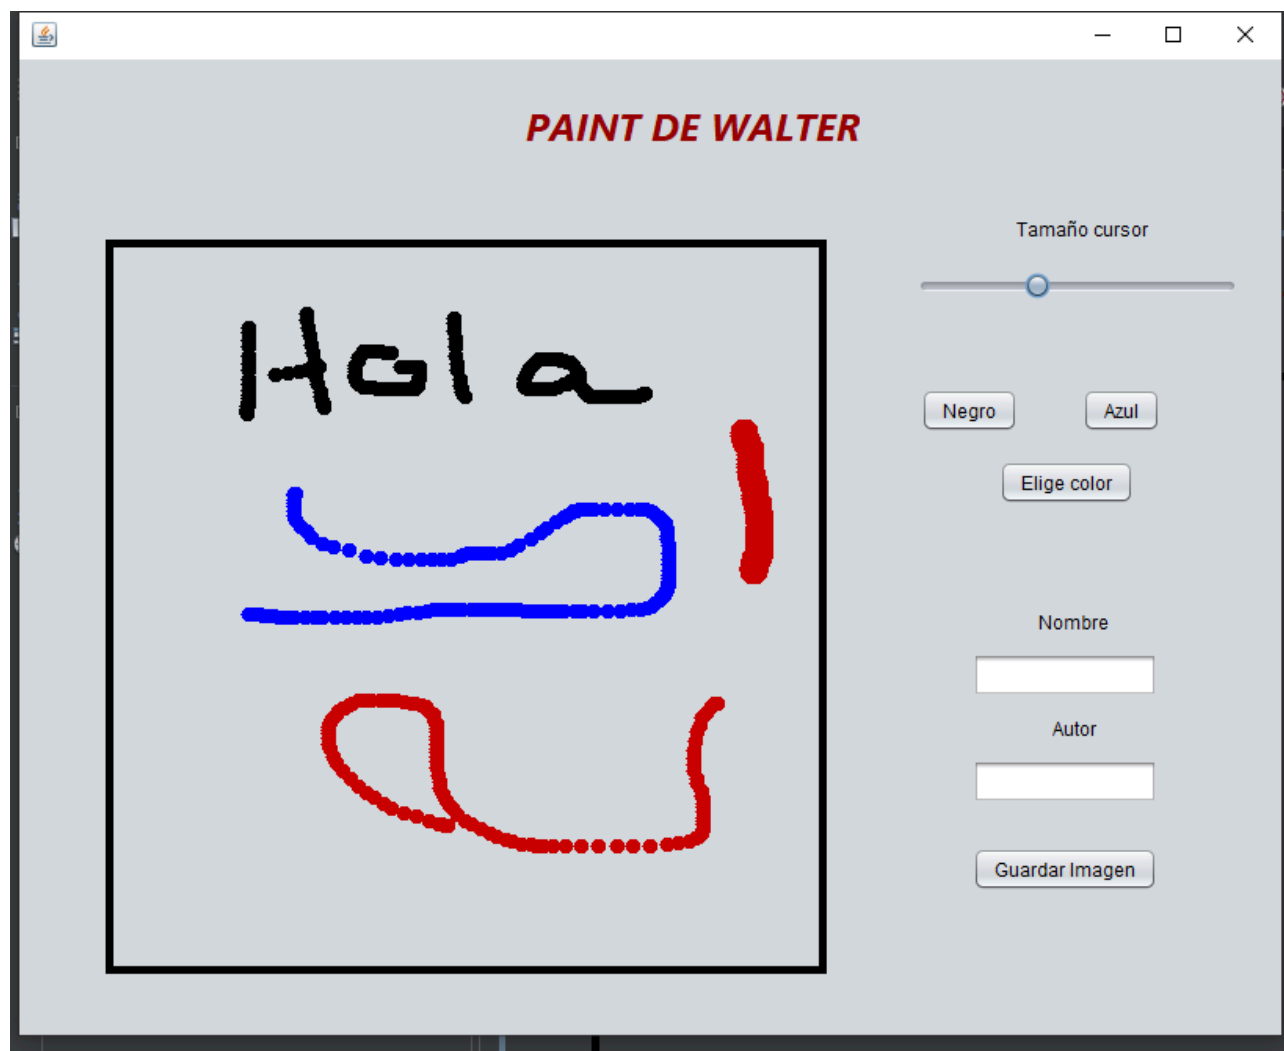 PAINT DE WALTER
Tamaño cursor
Hola
Negro
Azul
Elige color
Nombre
Autor
Guardar Imagen